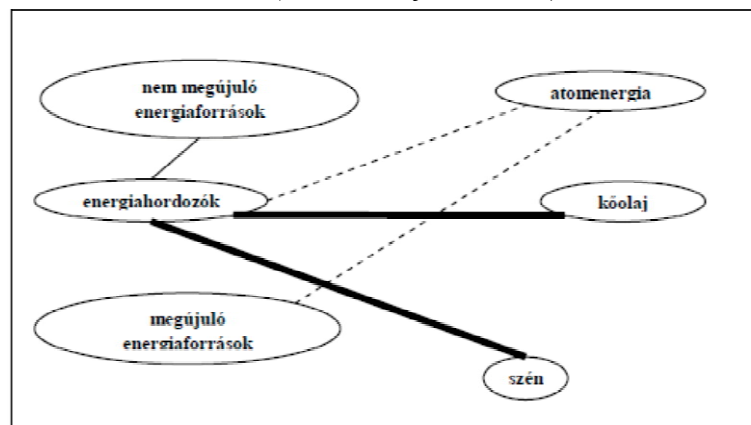 nem megújuló
energiaforrások
atomenergia
energiahordozók
kőolaj
megújuló
energiaforrások
szén